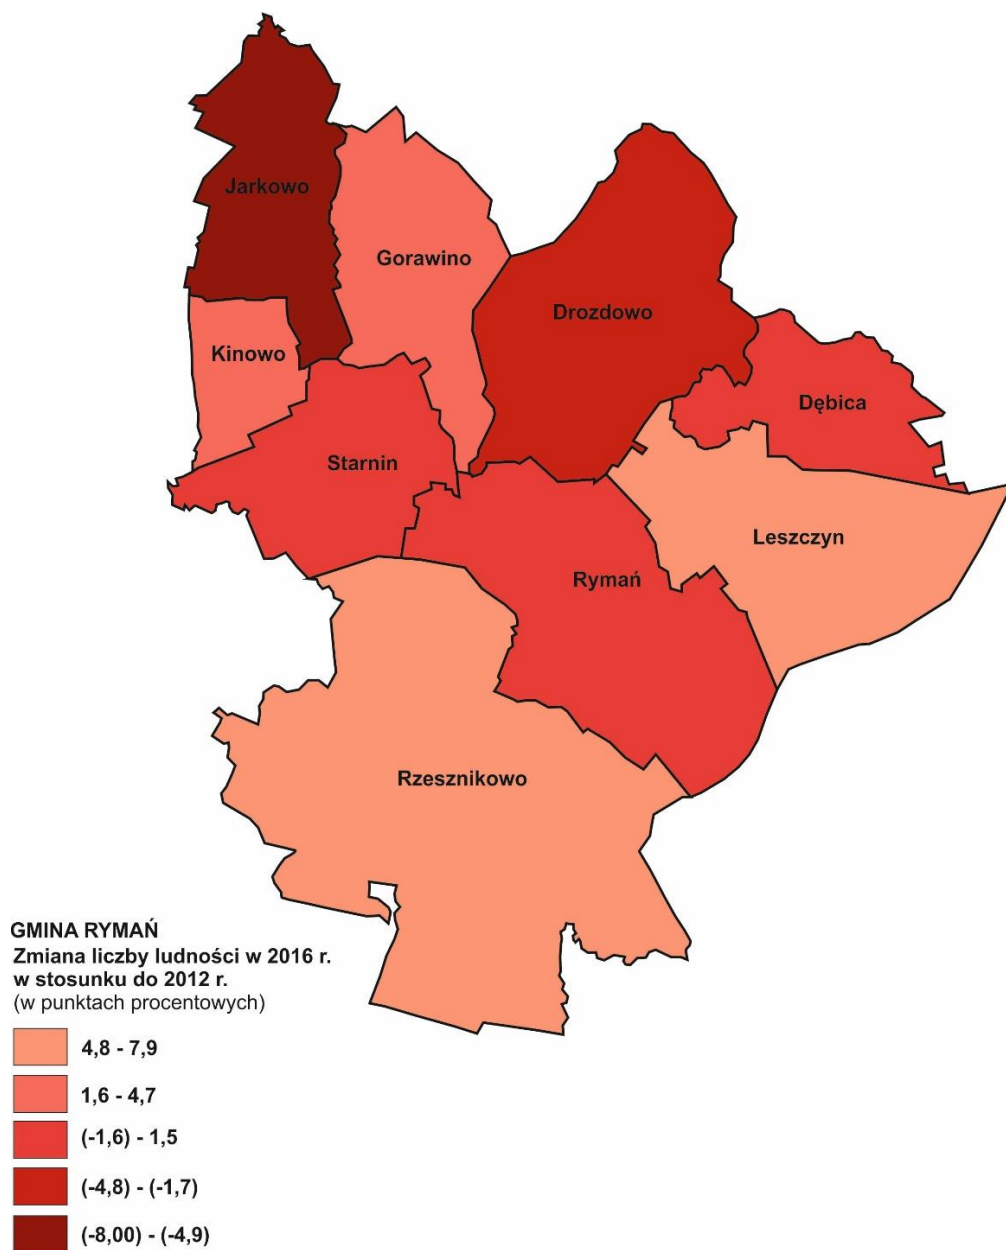 Jarkowo
Gorawino
Drozdowo
Kinowo
Dębica
Starnin
Leszczyn
Rymań
Rzesznikowo
GMINA RYMAŃ
Zmiana liczby ludności w 2016 r.
w stosunku do 2012 r.
(w punktach procentowych)
4,8 - 7,9
1,6 - 4,7
(-1,6) - 1,5
(-4,8) - (-1,7)
(-8,00) - (-4,9)